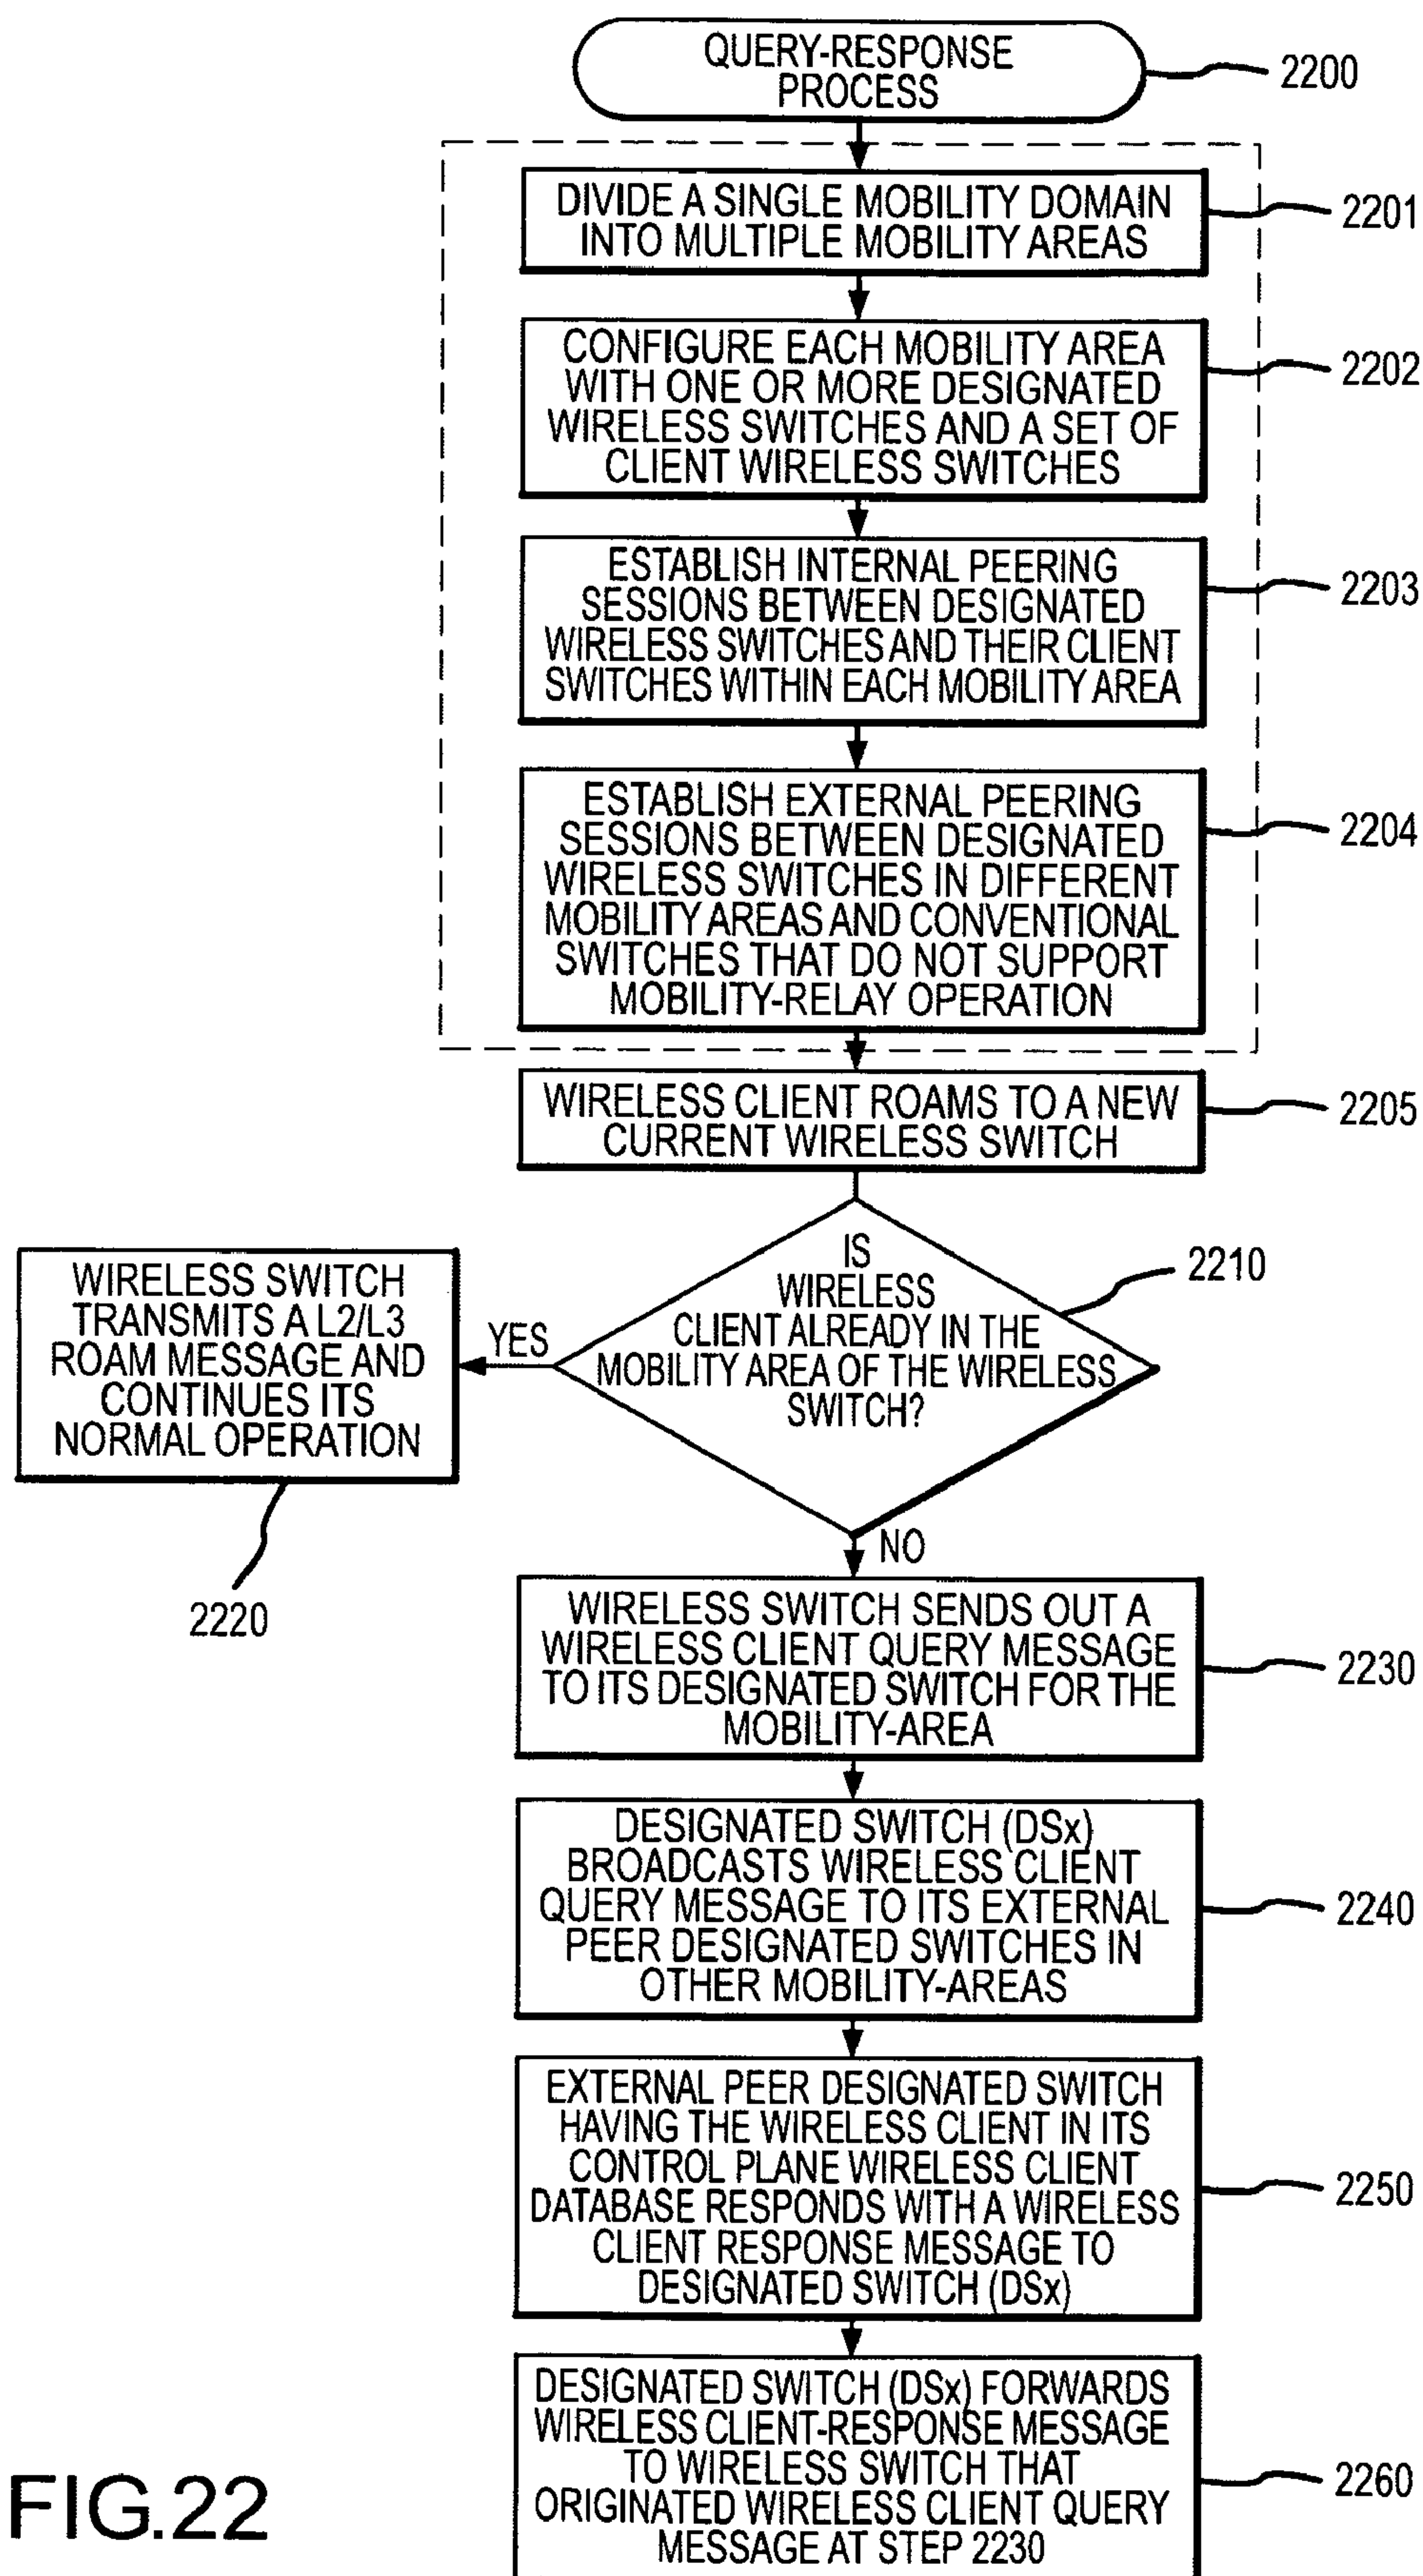 QUERY-RESPONSE
PROCESS
2200
DIVIDE A SINGLE MOBILITY DOMAIN
INTO MULTIPLE MOBILITY AREAS
2201
CONFIGURE EACH MOBILITY AREA
WITH ONE OR MORE DESIGNATED
WIRELESS SWITCHES AND A SET OF
CLIENT WIRELESS SWITCHES
2202
ESTABLISH INTERNAL PEERING
SESSIONS BETWEEN DESIGNATED
WIRELESS SWITCHES AND THEIR CLIENT
SWITCHES WITHIN EACH MOBILITY AREA
2203
ESTABLISH EXTERNAL PEERING
SESSIONS BETWEEN DESIGNATED
WIRELESS SWITCHES IN DIFFERENT
MOBILITY AREAS AND CONVENTIONAL
SWITCHES THAT DO NOT SUPPORT
MOBILITY-RELAY OPERATION
2204
WIRELESS CLIENT ROAMS TO A NEW
CURRENT WIRELESS SWITCH
2205
IS
WIRELESS
CLIENT ALREADY IN THE
MOBILITY AREA OF THE WIRELESS
SWITCH?
2210
YES
WIRELESS SWITCH
TRANSMITS A L2/L3
ROAM MESSAGE AND
CONTINUES ITS
NORMAL OPERATION
2220
NO
WIRELESS SWITCH SENDS OUT A
WIRELESS CLIENT QUERY MESSAGE
TO ITS DESIGNATED SWITCH FOR THE
MOBILITY-AREA
2230
DESIGNATED SWITCH (DSx)
BROADCASTS WIRELESS CLIENT
QUERY MESSAGE TO ITS EXTERNAL
PEER DESIGNATED SWITCHES IN
OTHER MOBILITY-AREAS
2240
EXTERNAL PEER DESIGNATED SWITCH
HAVING THE WIRELESS CLIENT IN ITS
CONTROL PLANE WIRELESS CLIENT
DATABASE RESPONDS WITH A WIRELESS
CLIENT RESPONSE MESSAGE TO
DESIGNATED SWITCH (DSx)
2250
DESIGNATED SWITCH (DSx) FORWARDS
WIRELESS CLIENT-RESPONSE MESSAGE
TO WIRELESS SWITCH THAT
ORIGINATED WIRELESS CLIENT QUERY
MESSAGE AT STEP 2230
2260
FIG.22